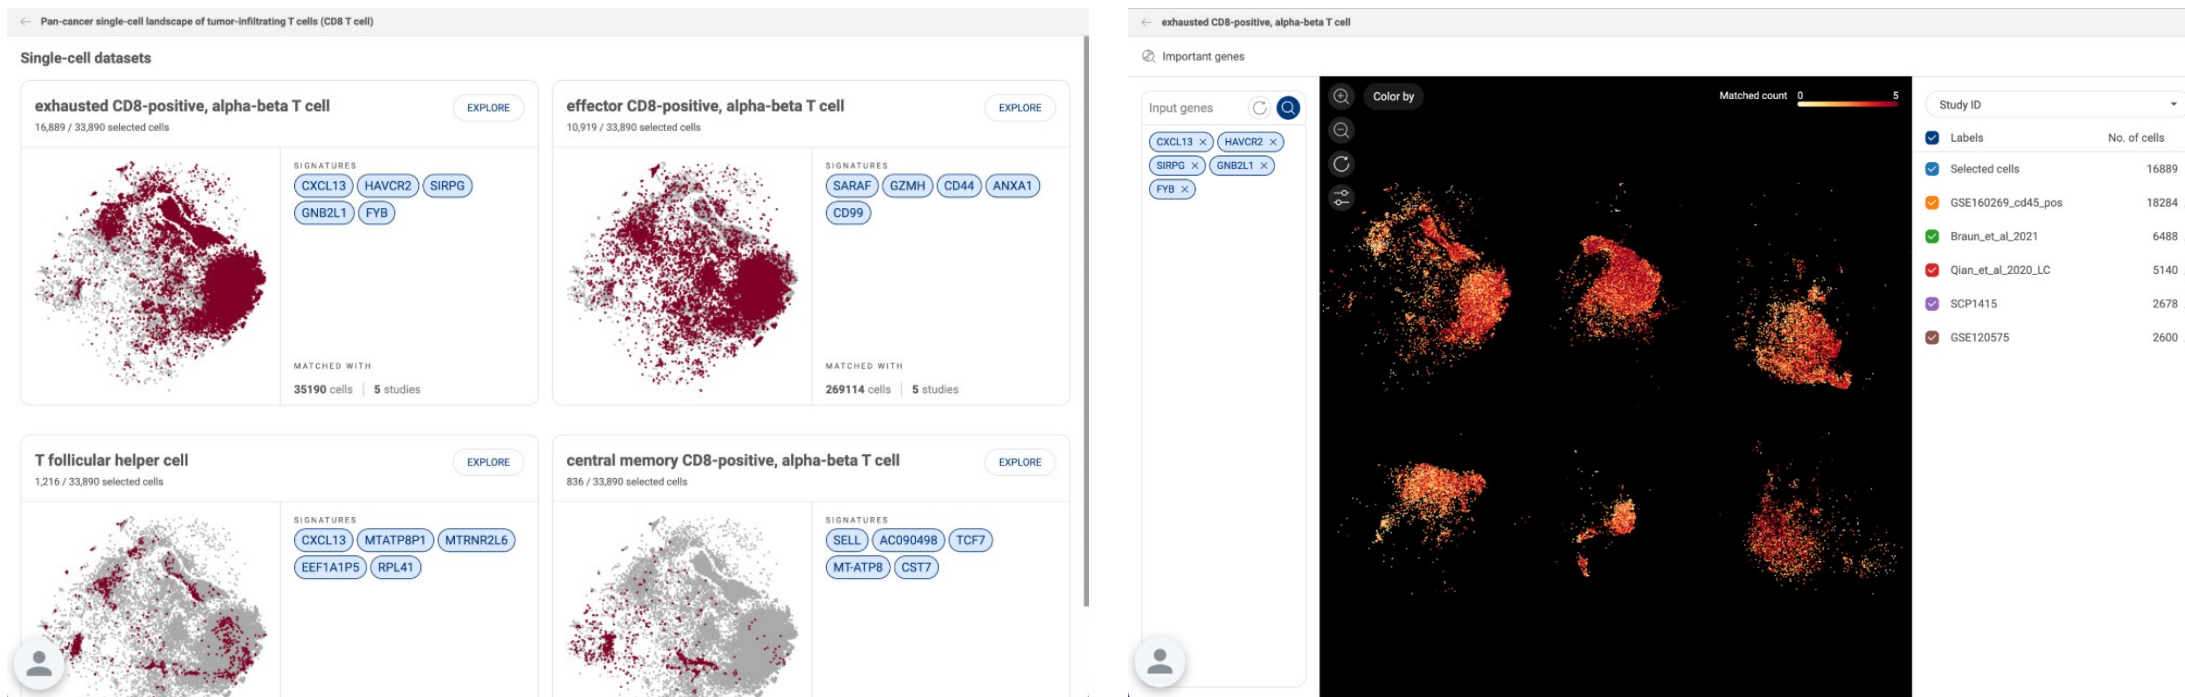 Pan-cancer single-cell landscape of tumor-infiltrating T cells (CD8 T cell)
Single-cell datasets
exhausted CD8-positive, alpha-beta T cell
EXPLORE
16,889 / 33,890 selected cells
SIGNATURES
CXCL13 HAVCR2 SIRPG
GNB2L1 FYB
MATCHED WITH
35190 cells | 5 studies
effector CD8-positive, alpha-beta T cell
EXPLORE
10,919 / 33,890 selected cells
SIGNATURES
SARAF GZMH CD44 ANXA1
CD99
MATCHED WITH
269114 cells | 5 studies
T follicular helper cell
EXPLORE
1,216 / 33,890 selected cells
SIGNATURES
CXCL13 MTATP8P1 MTRNR2L6
EEF1A1P5 RPL41
central memory CD8-positive, alpha-beta T cell
EXPLORE
836 / 33,890 selected cells
SIGNATURES
SELL AC090498 TCF7
MT-ATP8 CST7
exhausted CD8-positive, alpha-beta T cell
Important genes
Input genes
CXCL13 × HAVCR2 ×
SIRPG × GNB2L1 ×
FYB ×
Color by
Matched count 0 5
Study ID
Labels No. of cells
Selected cells 16889
GSE160269_cd45_pos 18284
Braun_et_al_2021 6488
Qian_et_al_2020_LC 5140
SCP1415 2678
GSE120575 2600